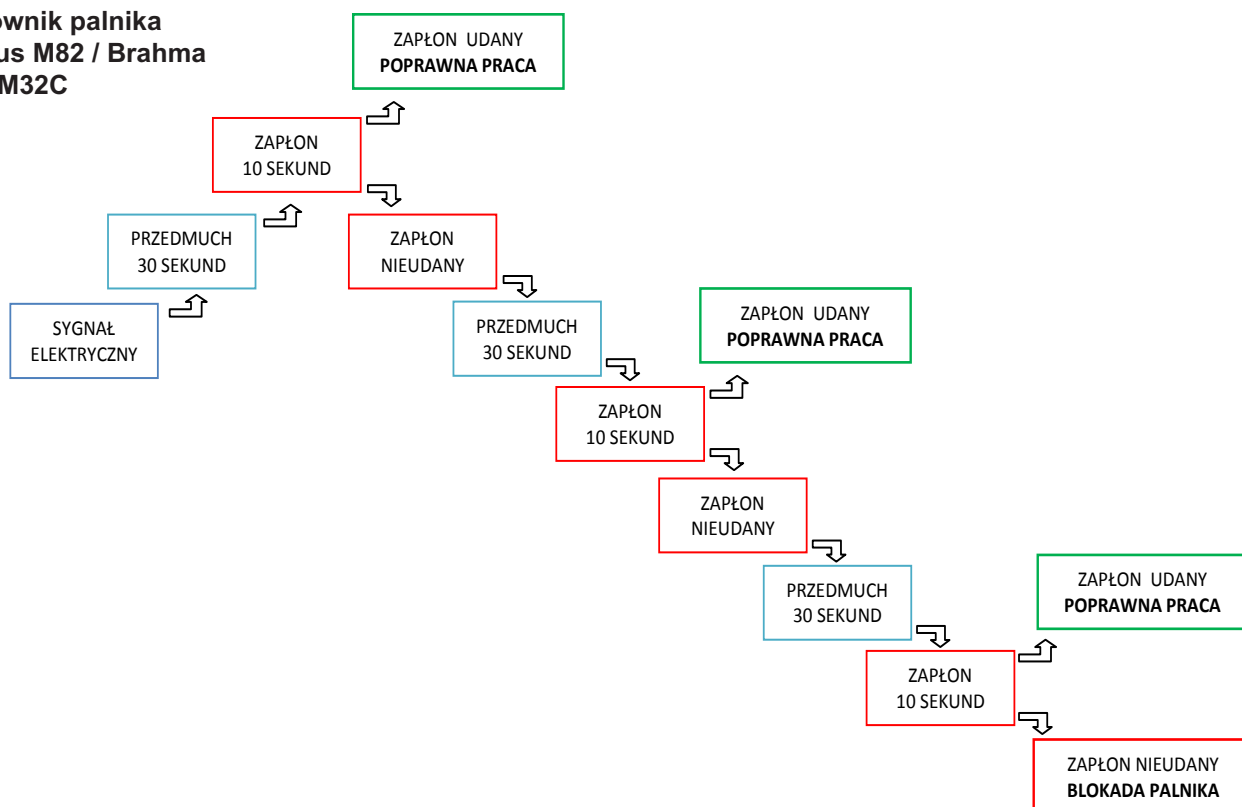 ownik palnika
us M82 / Brahma
M32C
ZAPŁON UDANY
POPRAWNA PRACA
ZAPŁON
10 SEKUND
PRZEDMUCH
30 SEKUND
ZAPŁON
NIEUDANY
SYGNAŁ
ELEKTRYCZNY
PRZEDMUCH
30 SEKUND
ZAPŁON UDANY
POPRAWNA PRACA
ZAPŁON
10 SEKUND
ZAPŁON
NIEUDANY
PRZEDMUCH
30 SEKUND
ZAPŁON UDANY
POPRAWNA PRACA
ZAPŁON
10 SEKUND
ZAPŁON NIEUDANY
BLOKADA PALNIKA